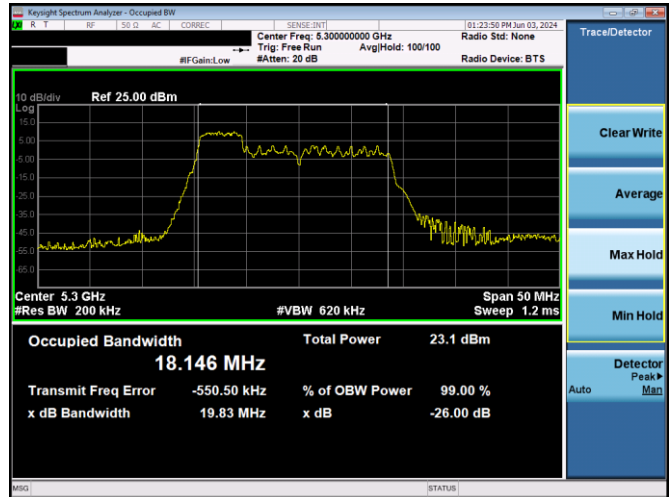 Keysight Spectrum Analyzer - Occupied BW
R T RF 50 Ω AC CORREC SENSE:INT 01:23:50 PM Jun 03, 2024
Center Freq: 5.300000000 GHz Radio Std: None
Trig: Free Run Avg|Hold: 100/100
#IFGain:Low #Atten: 20 dB Radio Device: BTS
Trace/Detector
10 dB/div Ref 25.00 dBm
Log
15.0
5.00
-5.00
-15.0
-25.0
-35.0
-45.0
-55.0
-65.0
Center 5.3 GHz Span 50 MHz
#Res BW 200 kHz #VBW 620 kHz Sweep 1.2 ms
Occupied Bandwidth Total Power 23.1 dBm
18.146 MHz
Transmit Freq Error -550.50 kHz % of OBW Power 99.00 %
x dB Bandwidth 19.83 MHz x dB -26.00 dB
Clear Write
Average
Max Hold
Min Hold
Detector
Peak▶
Auto Man
MSG STATUS